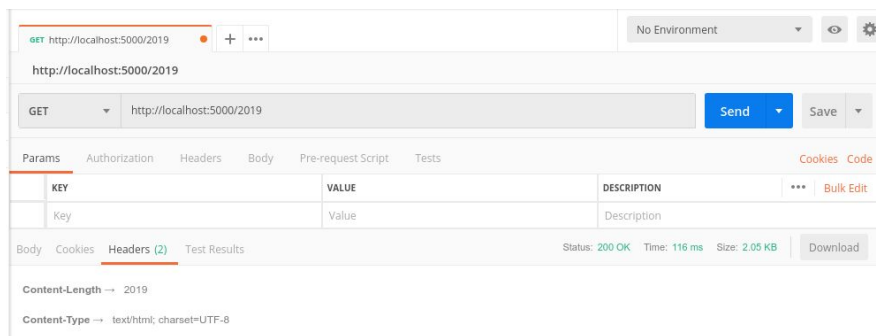 GET http://localhost:5000/2019 + ••• No Environment
http://localhost:5000/2019
GET http://localhost:5000/2019 Send Save
Params Authorization Headers Body Pre-request Script Tests Cookies Code
KEY VALUE DESCRIPTION ••• Bulk Edit
Key Value Description
Body Cookies Headers (2) Test Results Status: 200 OK Time: 116 ms Size: 2.05 KB Download
Content-Length → 2019
Content-Type → text/html; charset=UTF-8